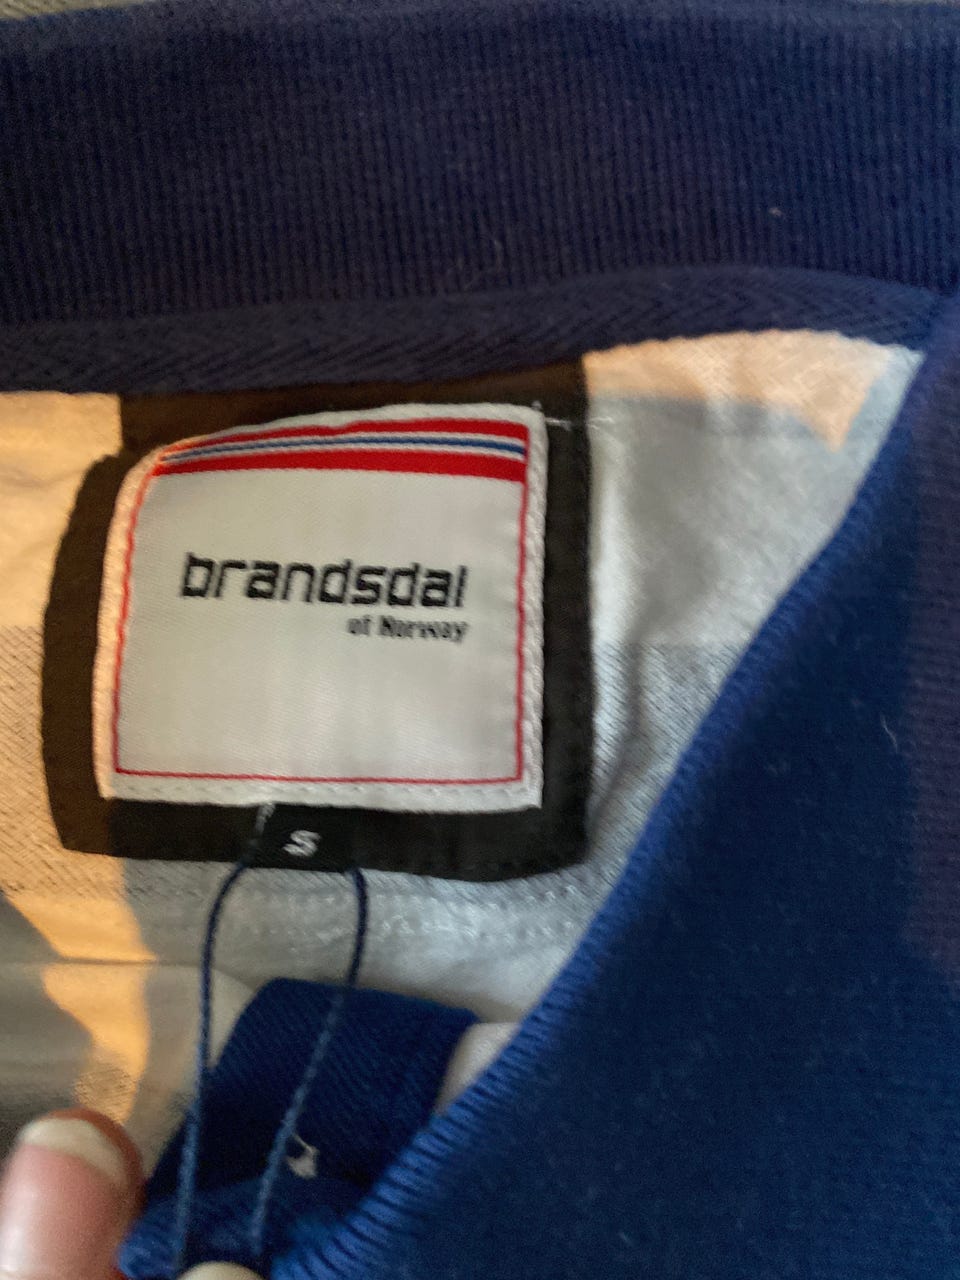 brandsdal
of Norway
S